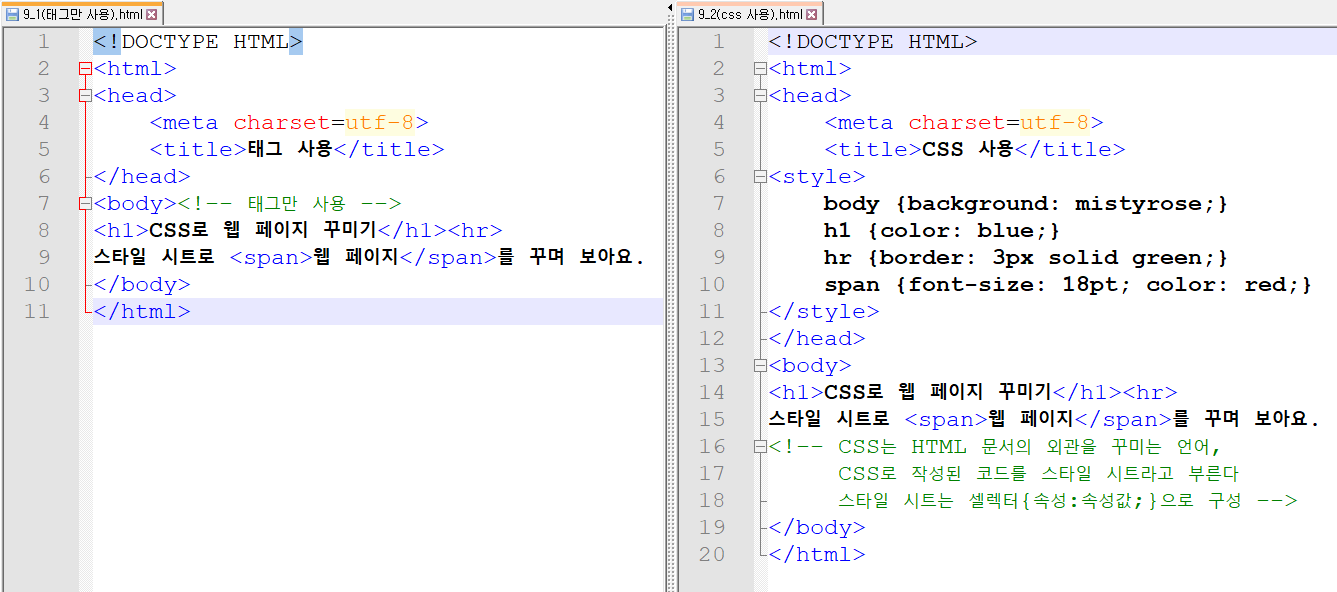 9_1(태그만 사용),html
1 <!DOCTYPE HTML>
2 <html>
3 <head>
4 <meta charset=utf-8>
5 <title>태그 사용</title>
6 </head>
7 <body><!-- 태그만 사용 -->
8 <h1>CSS로 웹 페이지 꾸미기</h1><hr>
9 스타일 시트로 <span>웹 페이지</span>를 꾸며 보아요.
10 </body>
11 </html>
9_2(css 사용),html
1 <!DOCTYPE HTML>
2 <html>
3 <head>
4 <meta charset=utf-8>
5 <title>CSS 사용</title>
6 <style>
7 body {background: mistyrose;}
8 h1 {color: blue;}
9 hr {border: 3px solid green;}
10 span {font-size: 18pt; color: red;}
11 </style>
12 </head>
13 <body>
14 <h1>CSS로 웹 페이지 꾸미기</h1><hr>
15 스타일 시트로 <span>웹 페이지</span>를 꾸며 보아요.
16 <!-- CSS는 HTML 문서의 외관을 꾸미는 언어,
17 CSS로 작성된 코드를 스타일 시트라고 부른다
18 스타일 시트는 셀렉터{속성:속성값;}으로 구성 -->
19 </body>
20 </html>